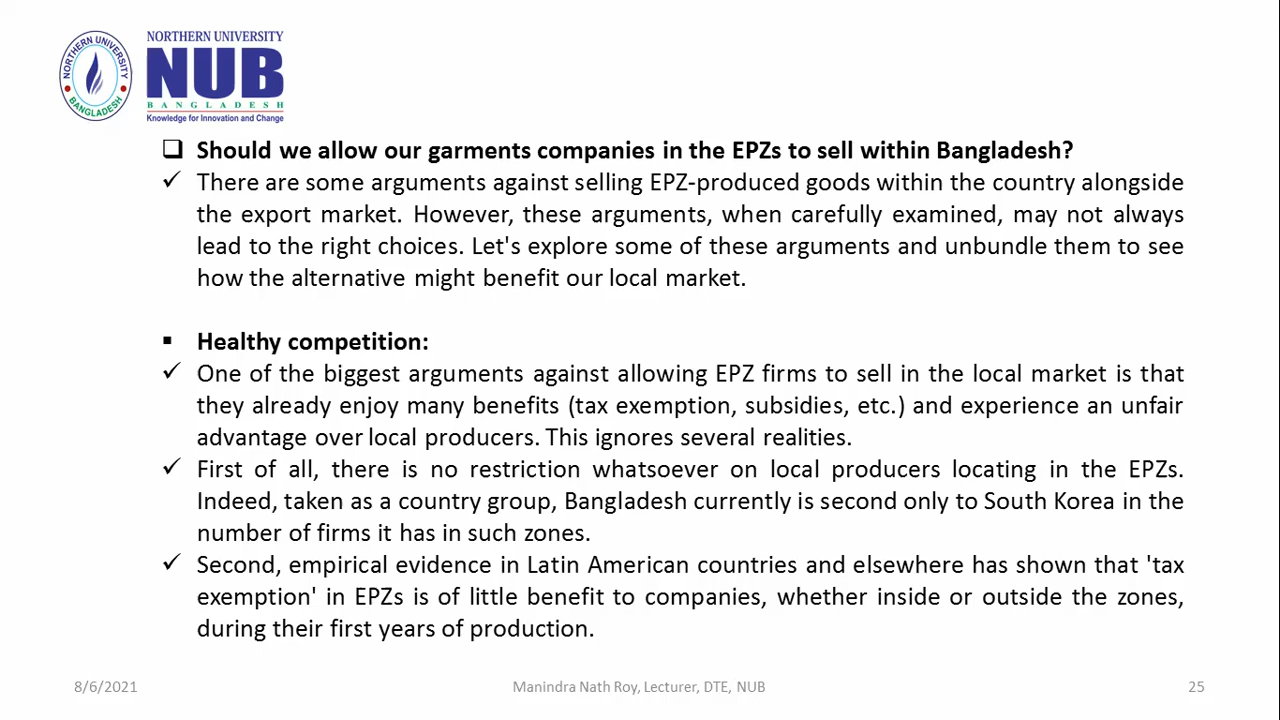 NORTHERN UNIVERSITY
BANGLADESH
NORTHERN UNIVERSITY
NUB
BANGLADESH
Knowledge for Innovation and Change
❑ Should we allow our garments companies in the EPZs to sell within Bangladesh?
✓ There are some arguments against selling EPZ-produced goods within the country alongside
the export market. However, these arguments, when carefully examined, may not always
lead to the right choices. Let's explore some of these arguments and unbundle them to see
how the alternative might benefit our local market.
▪ Healthy competition:
✓ One of the biggest arguments against allowing EPZ firms to sell in the local market is that
they already enjoy many benefits (tax exemption, subsidies, etc.) and experience an unfair
advantage over local producers. This ignores several realities.
✓ First of all, there is no restriction whatsoever on local producers locating in the EPZs.
Indeed, taken as a country group, Bangladesh currently is second only to South Korea in the
number of firms it has in such zones.
✓ Second, empirical evidence in Latin American countries and elsewhere has shown that 'tax
exemption' in EPZs is of little benefit to companies, whether inside or outside the zones,
during their first years of production.
8/6/2021
Manindra Nath Roy, Lecturer, DTE, NUB
25